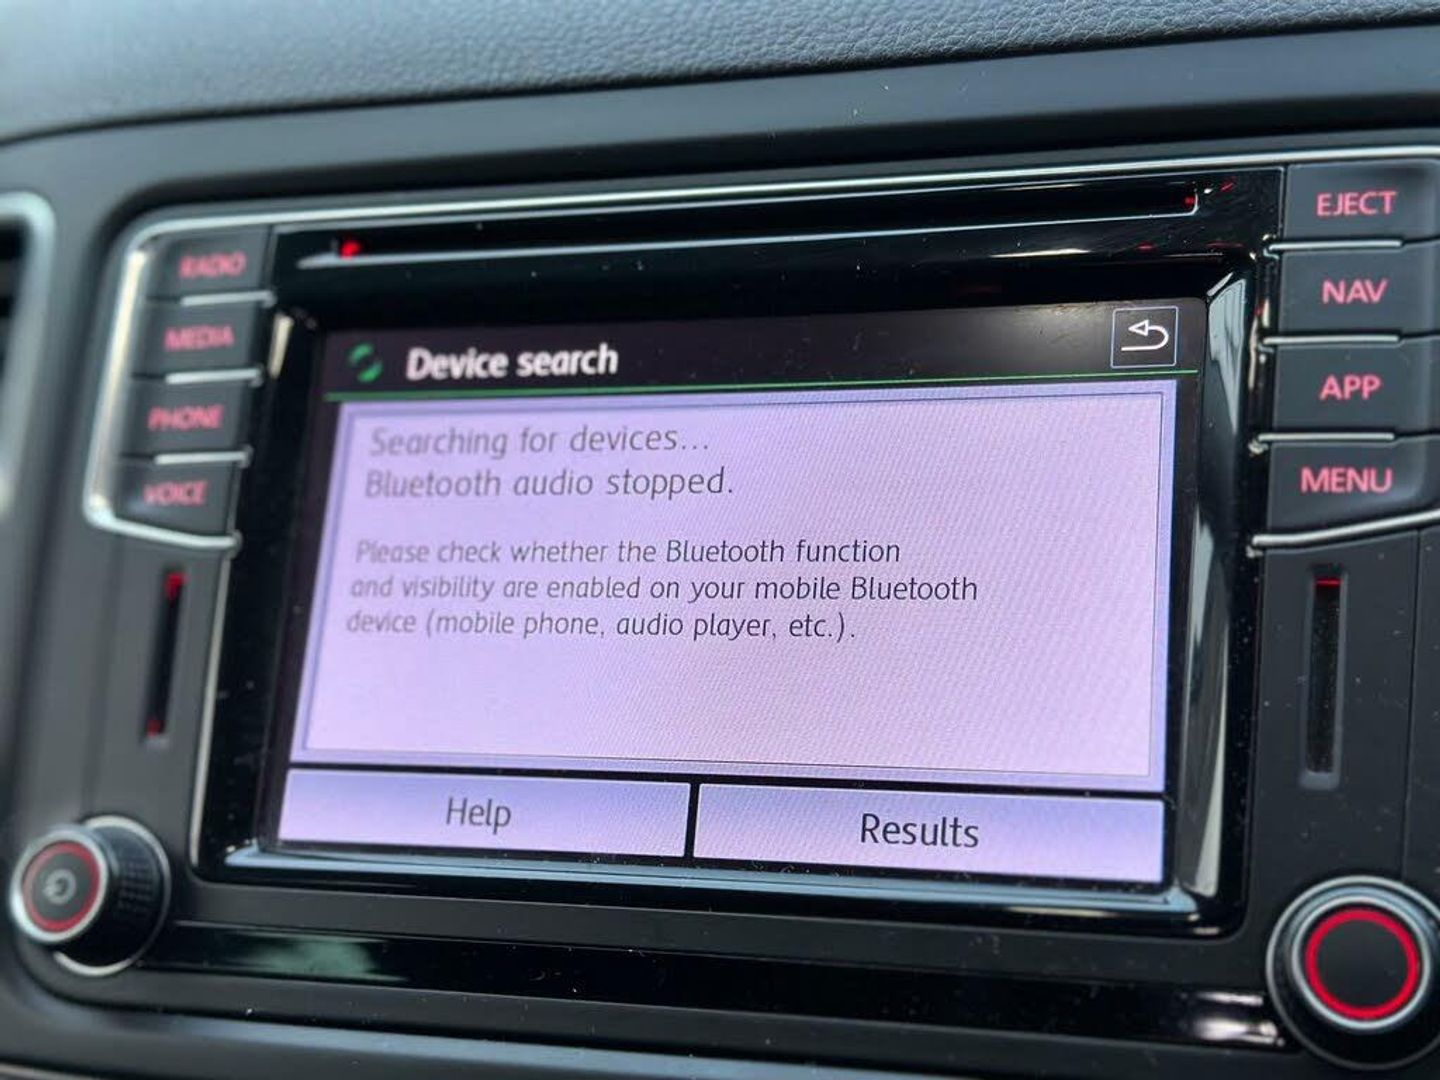 RADIO
MEDIA
PHONE
VOICE
EJECT
NAV
APP
MENU
Device search
Searching for devices...
Bluetooth audio stopped.
Please check whether the Bluetooth function
and visibility are enabled on your mobile Bluetooth
device (mobile phone, audio player, etc.).
Help
Results